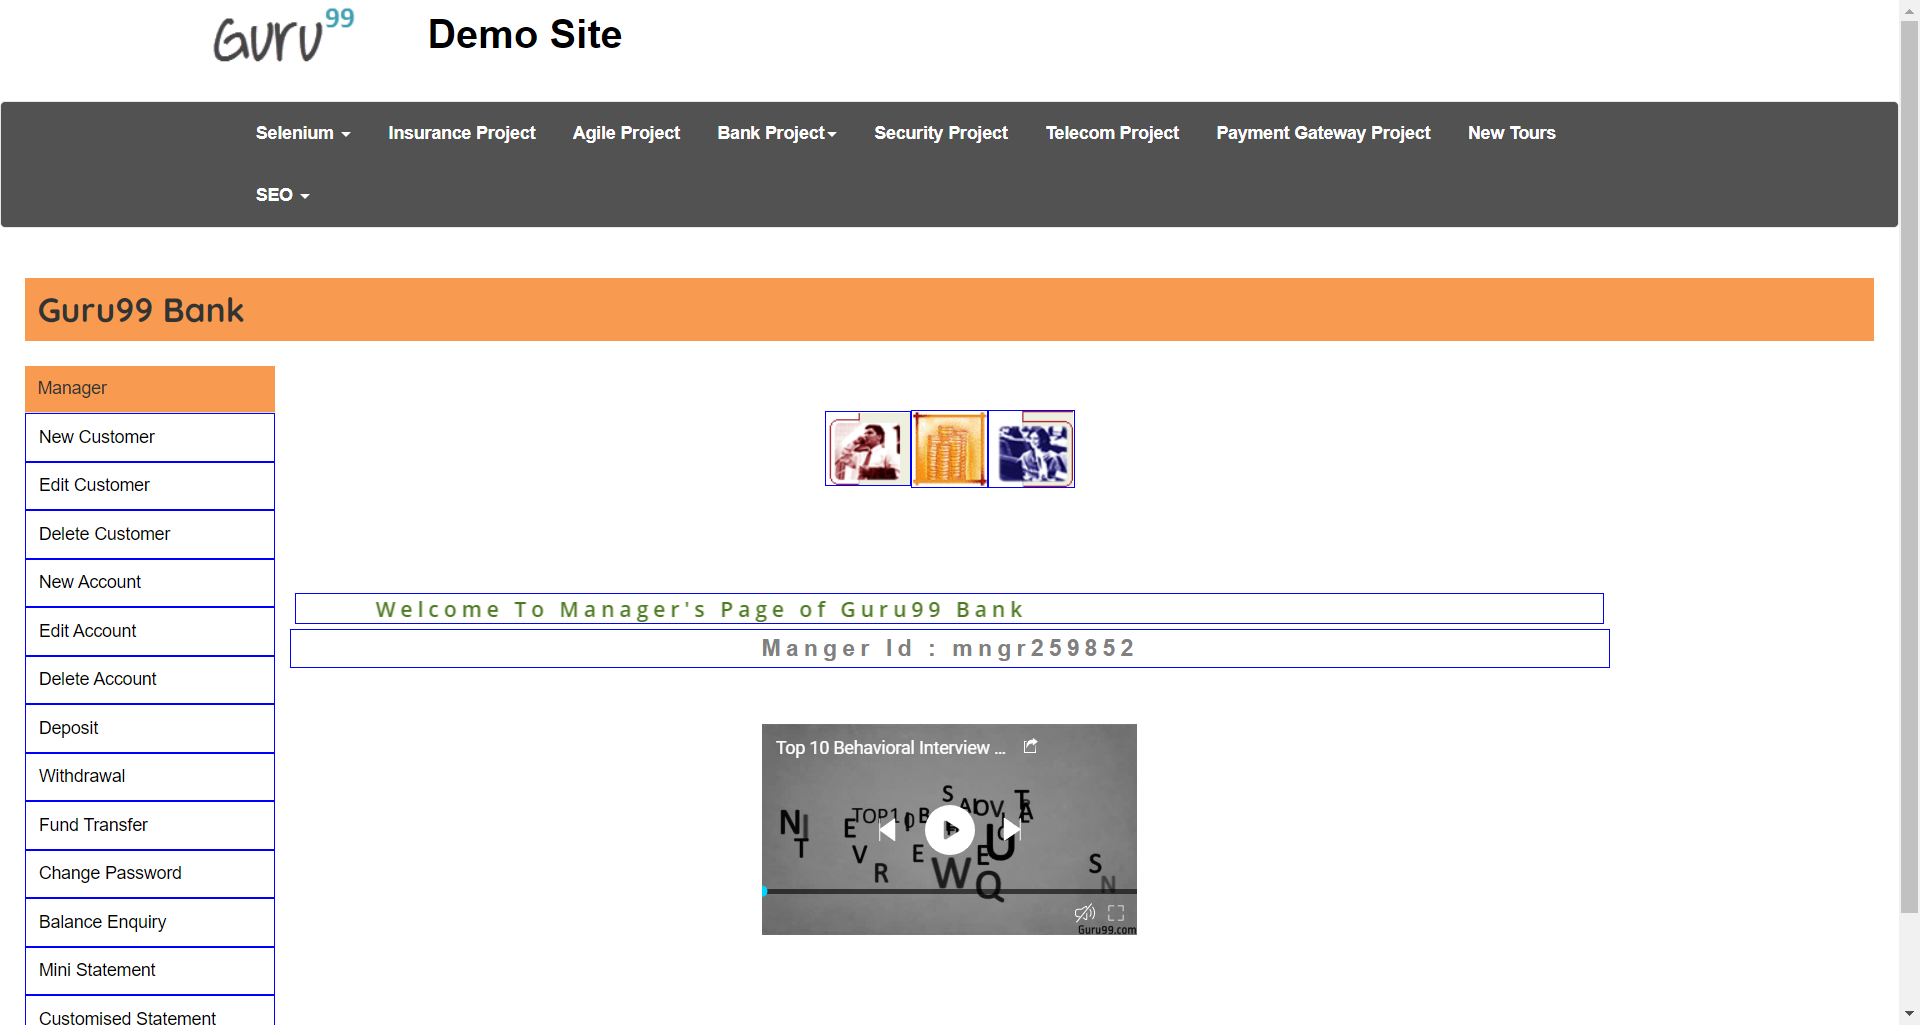 Guru99
Demo Site
Selenium
Insurance Project
Agile Project
Bank Project
Security Project
Telecom Project
Payment Gateway Project
New Tours
SEO
Guru99 Bank
Manager
New Customer
Edit Customer
Delete Customer
New Account
Edit Account
Delete Account
Deposit
Withdrawal
Fund Transfer
Change Password
Balance Enquiry
Mini Statement
Customised Statement
Welcome To Manager's Page of Guru99 Bank
Manger Id : mngr259852
Top 10 Behavioral Interview ...
Guru99.com